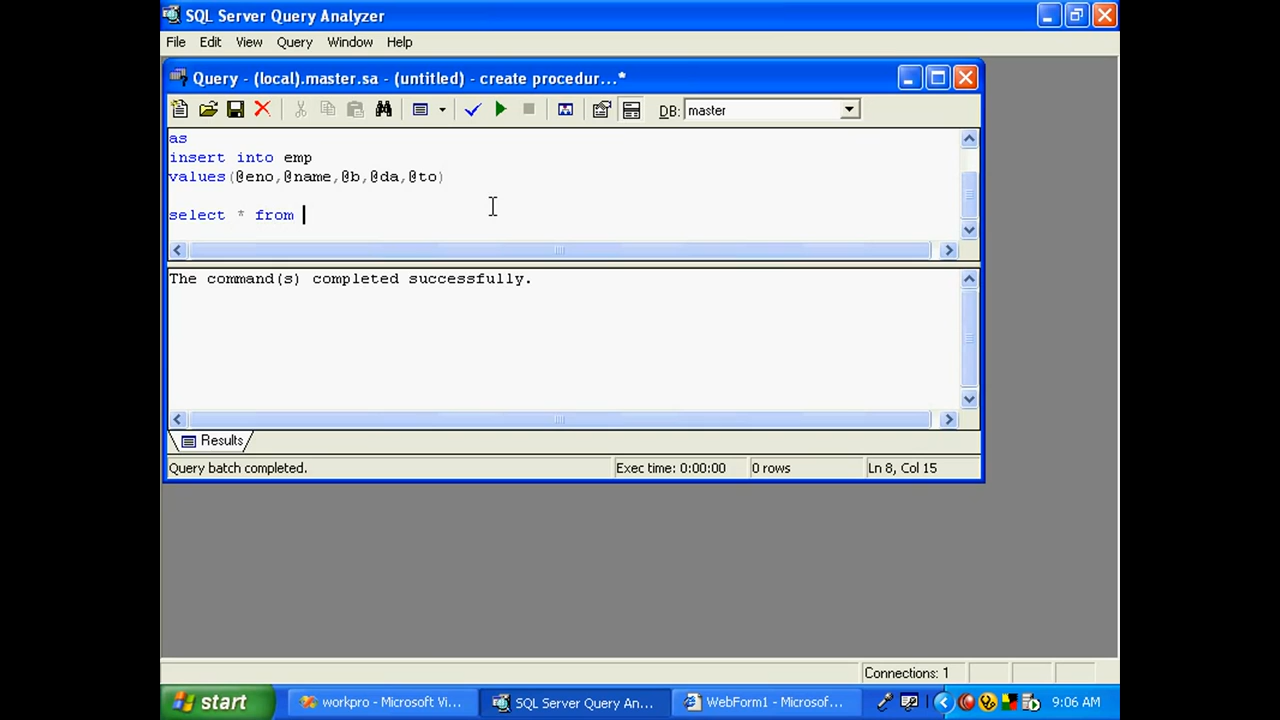 SQL Server Query Analyzer
File Edit View Query Window Help
Query - (local).master.sa - (untitled) - create procedur...*
DB: master
as
insert into emp
values(@eno,@name,@b,@da,@to)
select * from
The command(s) completed successfully.
Results
Query batch completed. Exec time: 0:00:00 0 rows Ln 8, Col 15
Connections: 1
start workpro - Microsoft Vi... SQL Server Query An... WebForm1 - Microsof... 9:06 AM